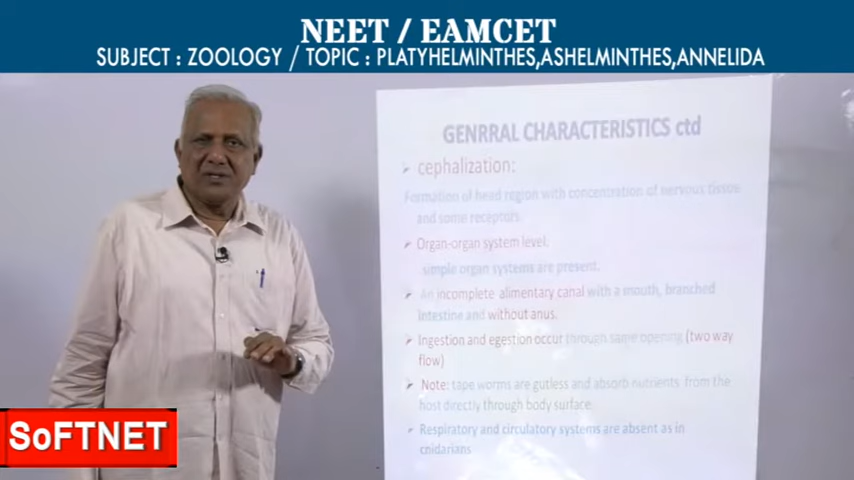 NEET / EAMCET
SUBJECT : ZOOLOGY / TOPIC : PLATYHELMINTHES,ASHELMINTHES,ANNELIDA
GENRRAL CHARACTERISTICS ctd
➤ cephalization:
Formation of head region with concentration of nervous tissue
and some receptors.
➤ Organ-organ system level:
simple organ systems are present.
➤ An incomplete alimentary canal with a mouth, branched
intestine and without anus.
➤ Ingestion and egestion occur through same opening (two way
flow)
➤ Note: tape worms are gutless and absorb nutrients from the
host directly through body surface.
➤ Respiratory and circulatory systems are absent as in
cnidarians
SoFTNET